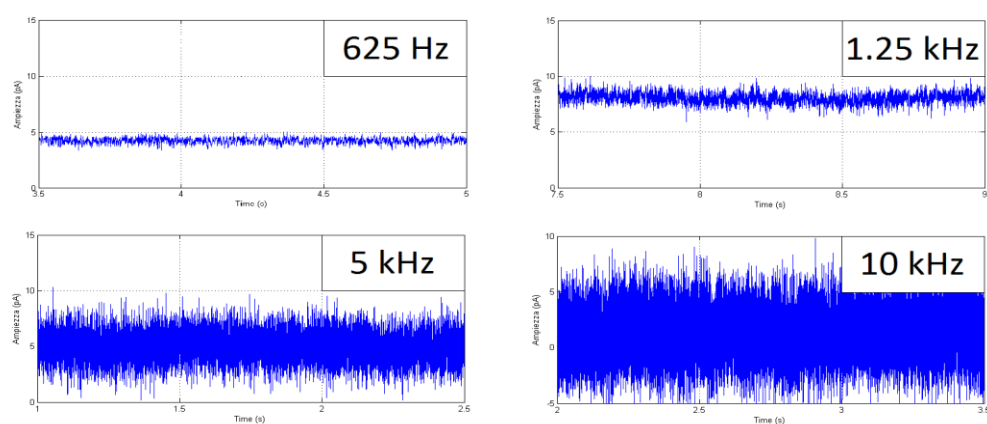 15
625 Hz
10
Ampiezza (pA)
5
0
3.5 4 4.5 5
Time (s)
15
1.25 kHz
10
Ampiezza (pA)
5
0
7.5 8 8.5 9
Time (s)
15
5 kHz
10
Ampiezza (pA)
5
0
1 1.5 2 2.5
Time (s)
10
10 kHz
5
Ampiezza (pA)
0
-5
2 2.5 3 3.5
Time (s)